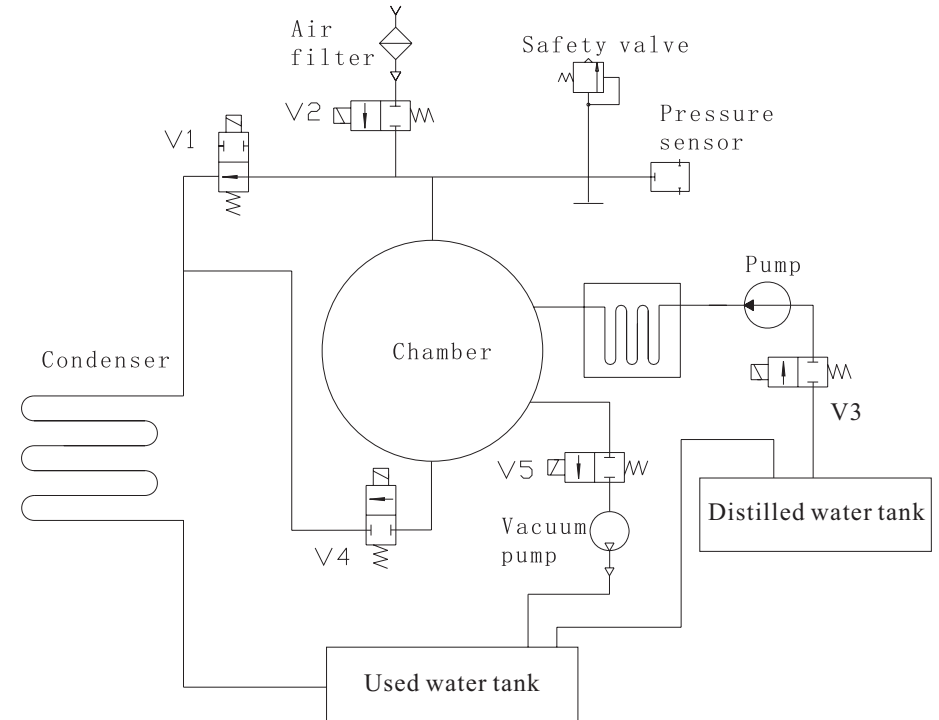 Air
filter
Safety valve
V2
Pressure
sensor
V1
Pump
Condenser
Chamber
V3
V5
Distilled water tank
Vacuum
pump
V4
Used water tank